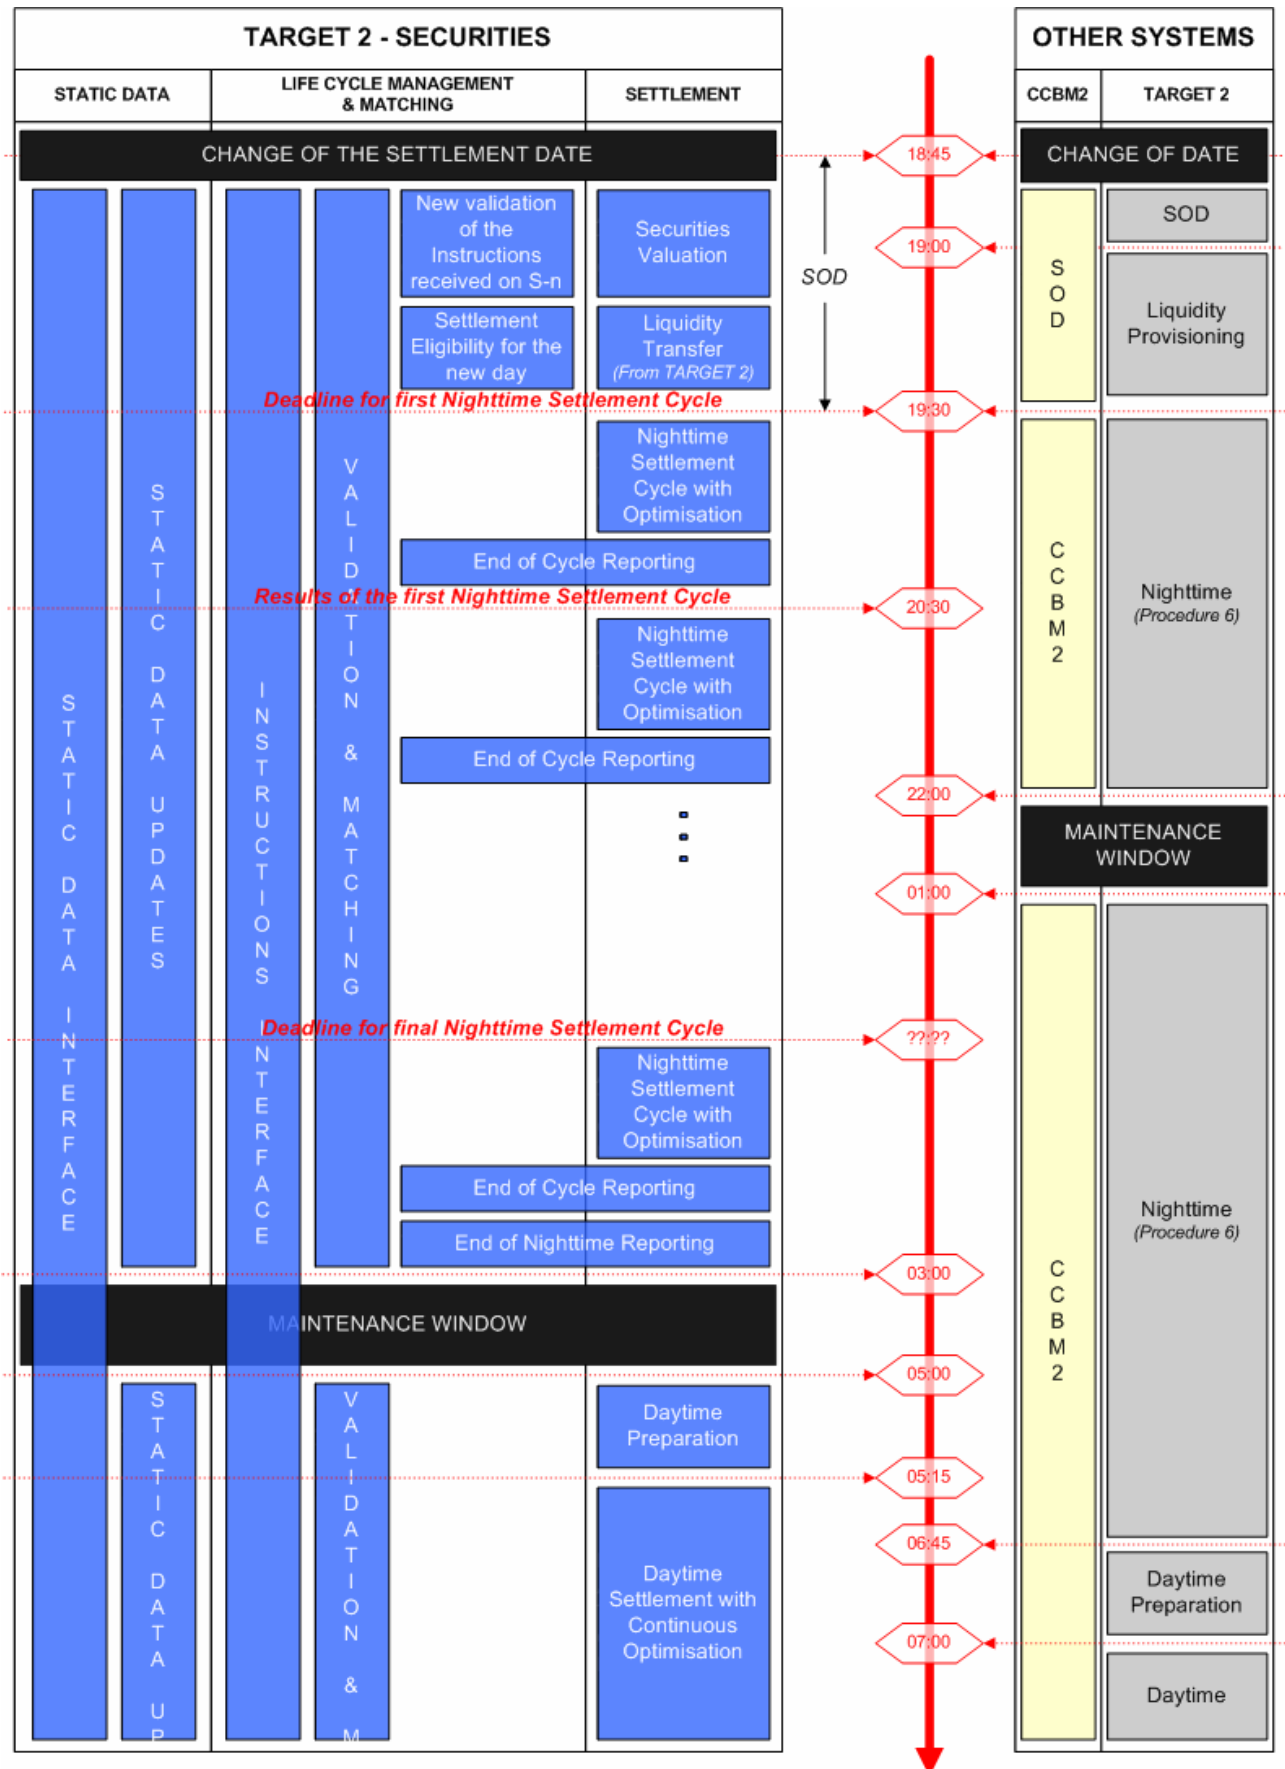 TARGET 2 - SECURITIES
OTHER SYSTEMS
STATIC DATA
LIFE CYCLE MANAGEMENT
& MATCHING
SETTLEMENT
CCBM2
TARGET 2
CHANGE OF THE SETTLEMENT DATE
18:45
CHANGE OF DATE
New validation
of the
Instructions
received on S-n
Securities
Valuation
SOD
19:00
SOD
SOD
Settlement
Eligibility for the
new day
Liquidity
Transfer
(From TARGET 2)
Liquidity
Provisioning
Deadline for first Nighttime Settlement Cycle
19:30
Nighttime
Settlement
Cycle with
Optimisation
End of Cycle Reporting
Results of the first Nighttime Settlement Cycle
20:30
CCBM2
Nighttime
(Procedure 6)
Nighttime
Settlement
Cycle with
Optimisation
End of Cycle Reporting
STATIC DATA INTERFACE
STATIC DATA UPDATES
INSTRUCTIONS INTERFACE
VALIDATION & MATCHING
22:00
MAINTENANCE
WINDOW
01:00
Deadline for final Nighttime Settlement Cycle
??:??
Nighttime
Settlement
Cycle with
Optimisation
End of Cycle Reporting
End of Nighttime Reporting
Nighttime
(Procedure 6)
03:00
CCBM2
MAINTENANCE WINDOW
05:00
STATIC DATA UP
VALIDATION & M
Daytime
Preparation
05:15
06:45
Daytime
Settlement with
Continuous
Optimisation
Daytime
Preparation
07:00
Daytime